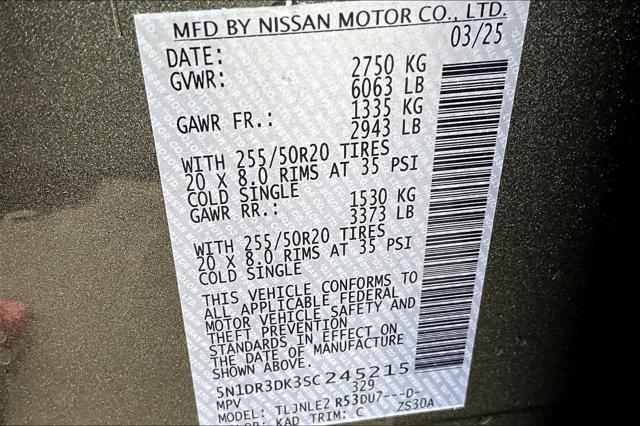 MFD BY NISSAN MOTOR CO., LTD.
DATE: 03/25
GVWR: 2750 KG
6063 LB
GAWR FR.: 1335 KG
2943 LB
WITH 255/50R20 TIRES
20 X 8.0 RIMS AT 35 PSI
COLD SINGLE
GAWR RR.: 1530 KG
3373 LB
WITH 255/50R20 TIRES
20 X 8.0 RIMS AT 35 PSI
COLD SINGLE
THIS VEHICLE CONFORMS TO
ALL APPLICABLE FEDERAL
MOTOR VEHICLE SAFETY AND
THEFT PREVENTION
STANDARDS IN EFFECT ON
THE DATE OF MANUFACTURE
SHOWN ABOVE.
5N1DR3DK3SC245215
MPV 329
MODEL: TLJNLE2 R53DU7---D-
KAD TRIM: C ZS30A